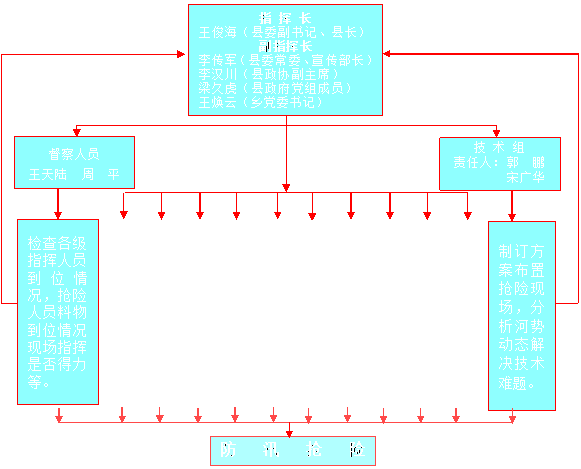 指 挥 长
王俊海（县委副书记、县长）
副指挥长
李传军（县委常委、宣传部长）
李汉川（县政协副主席）
梁久虎（县政府党组成员）
王焕云（乡党委书记）
督察人员
王天陆 周 平
技 术 组
责任人：郭 彬
宋广华
检查各级
指挥人员
到 位 情
况，抢险
人员料物
到位情况
现场指挥
是否得力
等。
制 订 方
案布置
抢险现
场，分
析河势
动态解
决技术
难题。
防 汛 抢 险